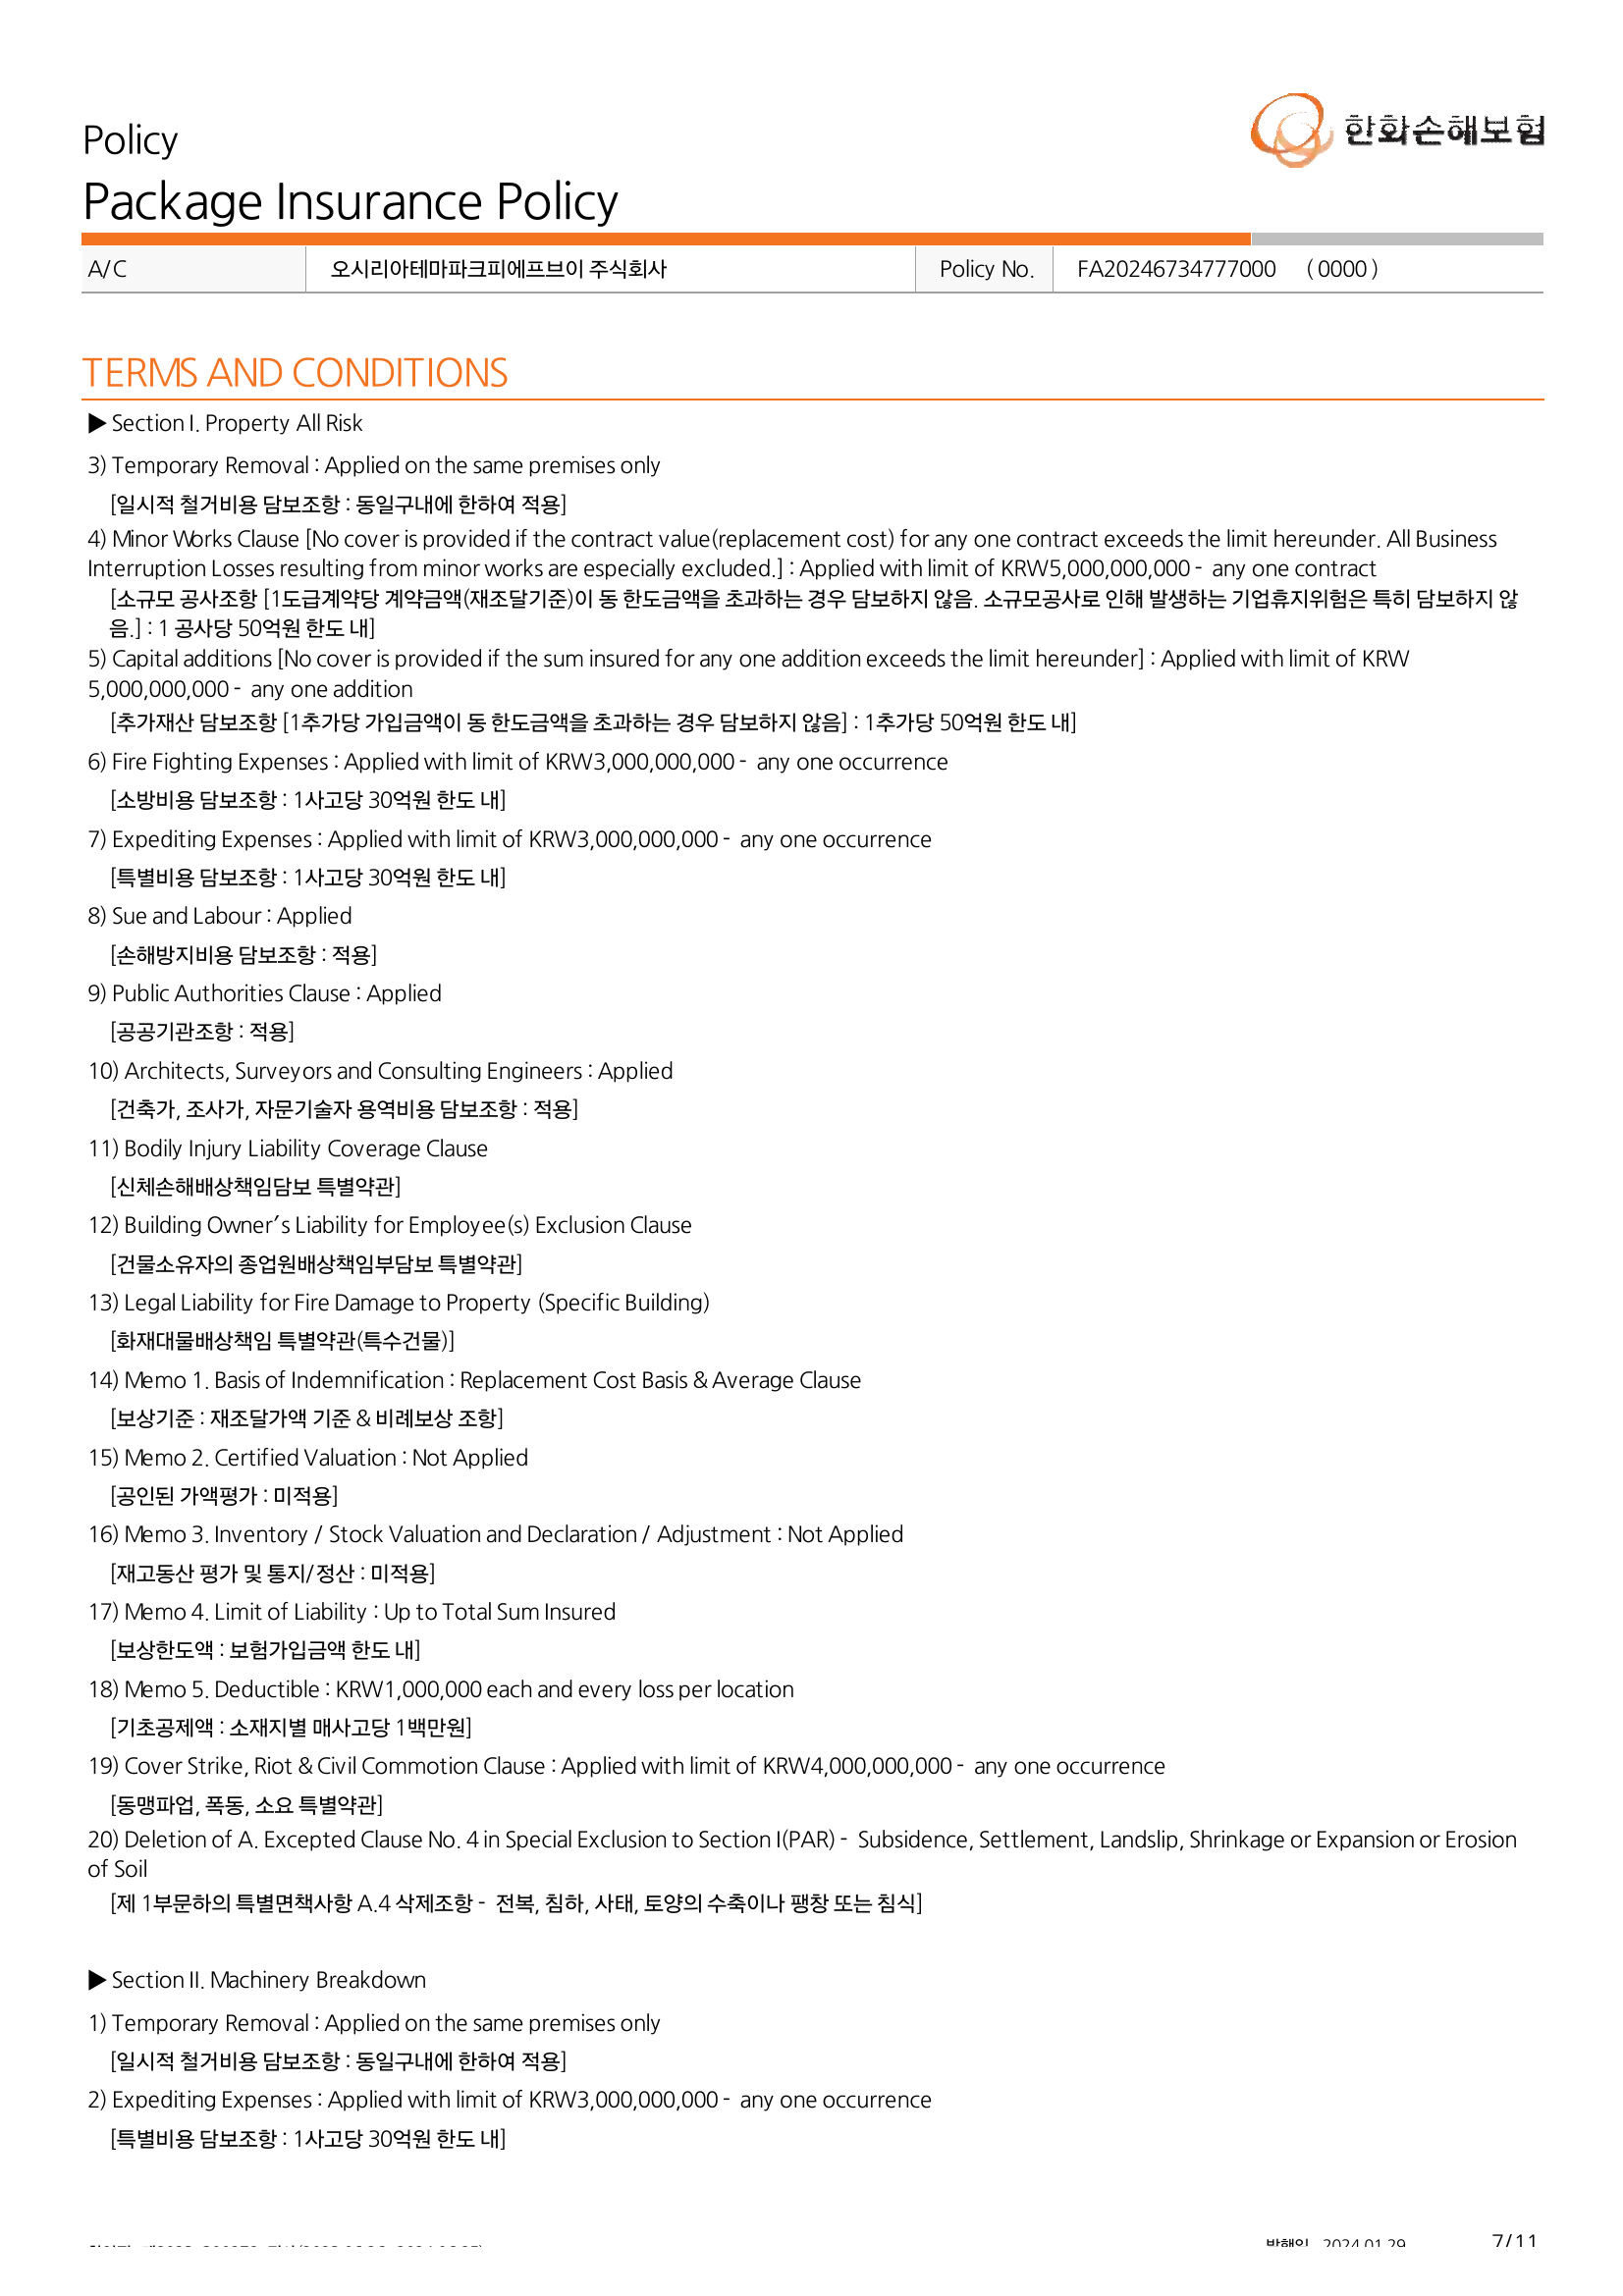 Policy
한화손해보험
Package Insurance Policy
A/C 오시리아테마파크피에프브이 주식회사 Policy No. FA20246734777000 ( 0000 )
TERMS AND CONDITIONS
▶ Section I. Property All Risk
3) Temporary Removal : Applied on the same premises only
[일시적 철거비용 담보조항 : 동일구내에 한하여 적용]
4) Minor Works Clause [No cover is provided if the contract value(replacement cost) for any one contract exceeds the limit hereunder. All Business
Interruption Losses resulting from minor works are especially excluded.] : Applied with limit of KRW5,000,000,000 - any one contract
[소규모 공사조항 [1도급계약당 계약금액(재조달기준)이 동 한도금액을 초과하는 경우 담보하지 않음. 소규모공사로 인해 발생하는 기업휴지위험은 특히 담보하지 않
음.] : 1 공사당 50억원 한도 내]
5) Capital additions [No cover is provided if the sum insured for any one addition exceeds the limit hereunder] : Applied with limit of KRW
5,000,000,000 - any one addition
[추가재산 담보조항 [1추가당 가입금액이 동 한도금액을 초과하는 경우 담보하지 않음] : 1추가당 50억원 한도 내]
6) Fire Fighting Expenses : Applied with limit of KRW3,000,000,000 - any one occurrence
[소방비용 담보조항 : 1사고당 30억원 한도 내]
7) Expediting Expenses : Applied with limit of KRW3,000,000,000 - any one occurrence
[특별비용 담보조항 : 1사고당 30억원 한도 내]
8) Sue and Labour : Applied
[손해방지비용 담보조항 : 적용]
9) Public Authorities Clause : Applied
[공공기관조항 : 적용]
10) Architects, Surveyors and Consulting Engineers : Applied
[건축가, 조사가, 자문기술자 용역비용 담보조항 : 적용]
11) Bodily Injury Liability Coverage Clause
[신체손해배상책임담보 특별약관]
12) Building Owner's Liability for Employee(s) Exclusion Clause
[건물소유자의 종업원배상책임부담보 특별약관]
13) Legal Liability for Fire Damage to Property (Specific Building)
[화재대물배상책임 특별약관(특수건물)]
14) Memo 1. Basis of Indemnification : Replacement Cost Basis & Average Clause
[보상기준 : 재조달가액 기준 & 비례보상 조항]
15) Memo 2. Certified Valuation : Not Applied
[공인된 가액평가 : 미적용]
16) Memo 3. Inventory / Stock Valuation and Declaration / Adjustment : Not Applied
[재고동산 평가 및 통지/정산 : 미적용]
17) Memo 4. Limit of Liability : Up to Total Sum Insured
[보상한도액 : 보험가입금액 한도 내]
18) Memo 5. Deductible : KRW1,000,000 each and every loss per location
[기초공제액 : 소재지별 매사고당 1백만원]
19) Cover Strike, Riot & Civil Commotion Clause : Applied with limit of KRW4,000,000,000 - any one occurrence
[동맹파업, 폭동, 소요 특별약관]
20) Deletion of A. Excepted Clause No. 4 in Special Exclusion to Section I(PAR) - Subsidence, Settlement, Landslip, Shrinkage or Expansion or Erosion
of Soil
[제 1부문하의 특별면책사항 A.4 삭제조항 - 전복, 침하, 사태, 토양의 수축이나 팽창 또는 침식]
▶ Section II. Machinery Breakdown
1) Temporary Removal : Applied on the same premises only
[일시적 철거비용 담보조항 : 동일구내에 한하여 적용]
2) Expediting Expenses : Applied with limit of KRW3,000,000,000 - any one occurrence
[특별비용 담보조항 : 1사고당 30억원 한도 내]
발행일 2024.01.29 7/11